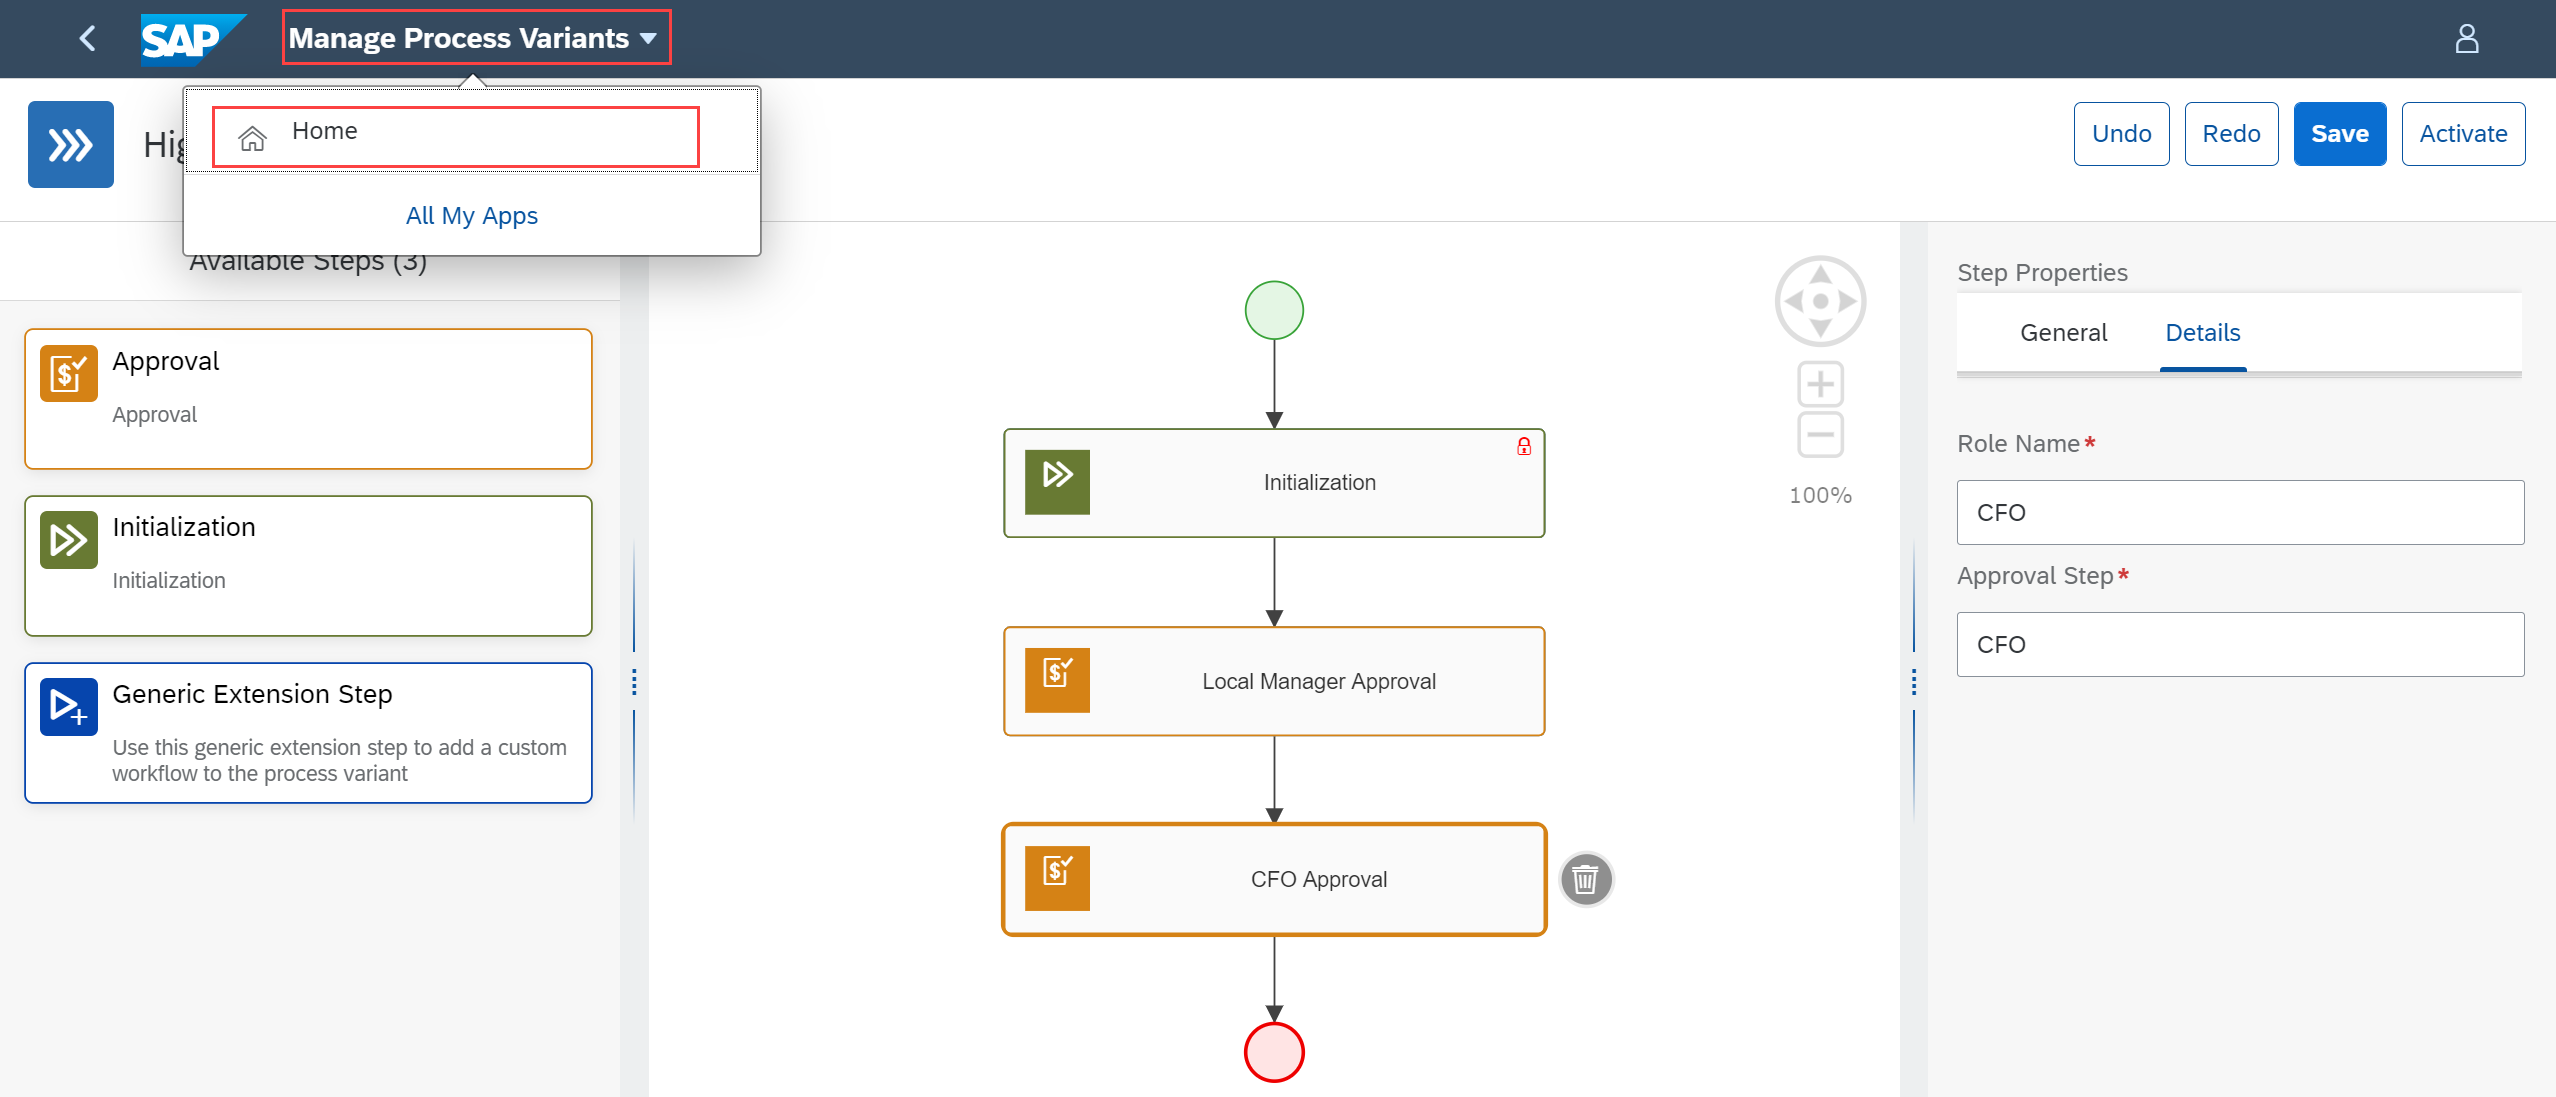 SAP
Manage Process Variants
Home
All My Apps
Undo
Redo
Save
Activate
Available Steps (3)
Approval
Approval
Initialization
Initialization
Generic Extension Step
Use this generic extension step to add a custom
workflow to the process variant
Initialization
Local Manager Approval
CFO Approval
100%
Step Properties
General
Details
Role Name*
CFO
Approval Step*
CFO